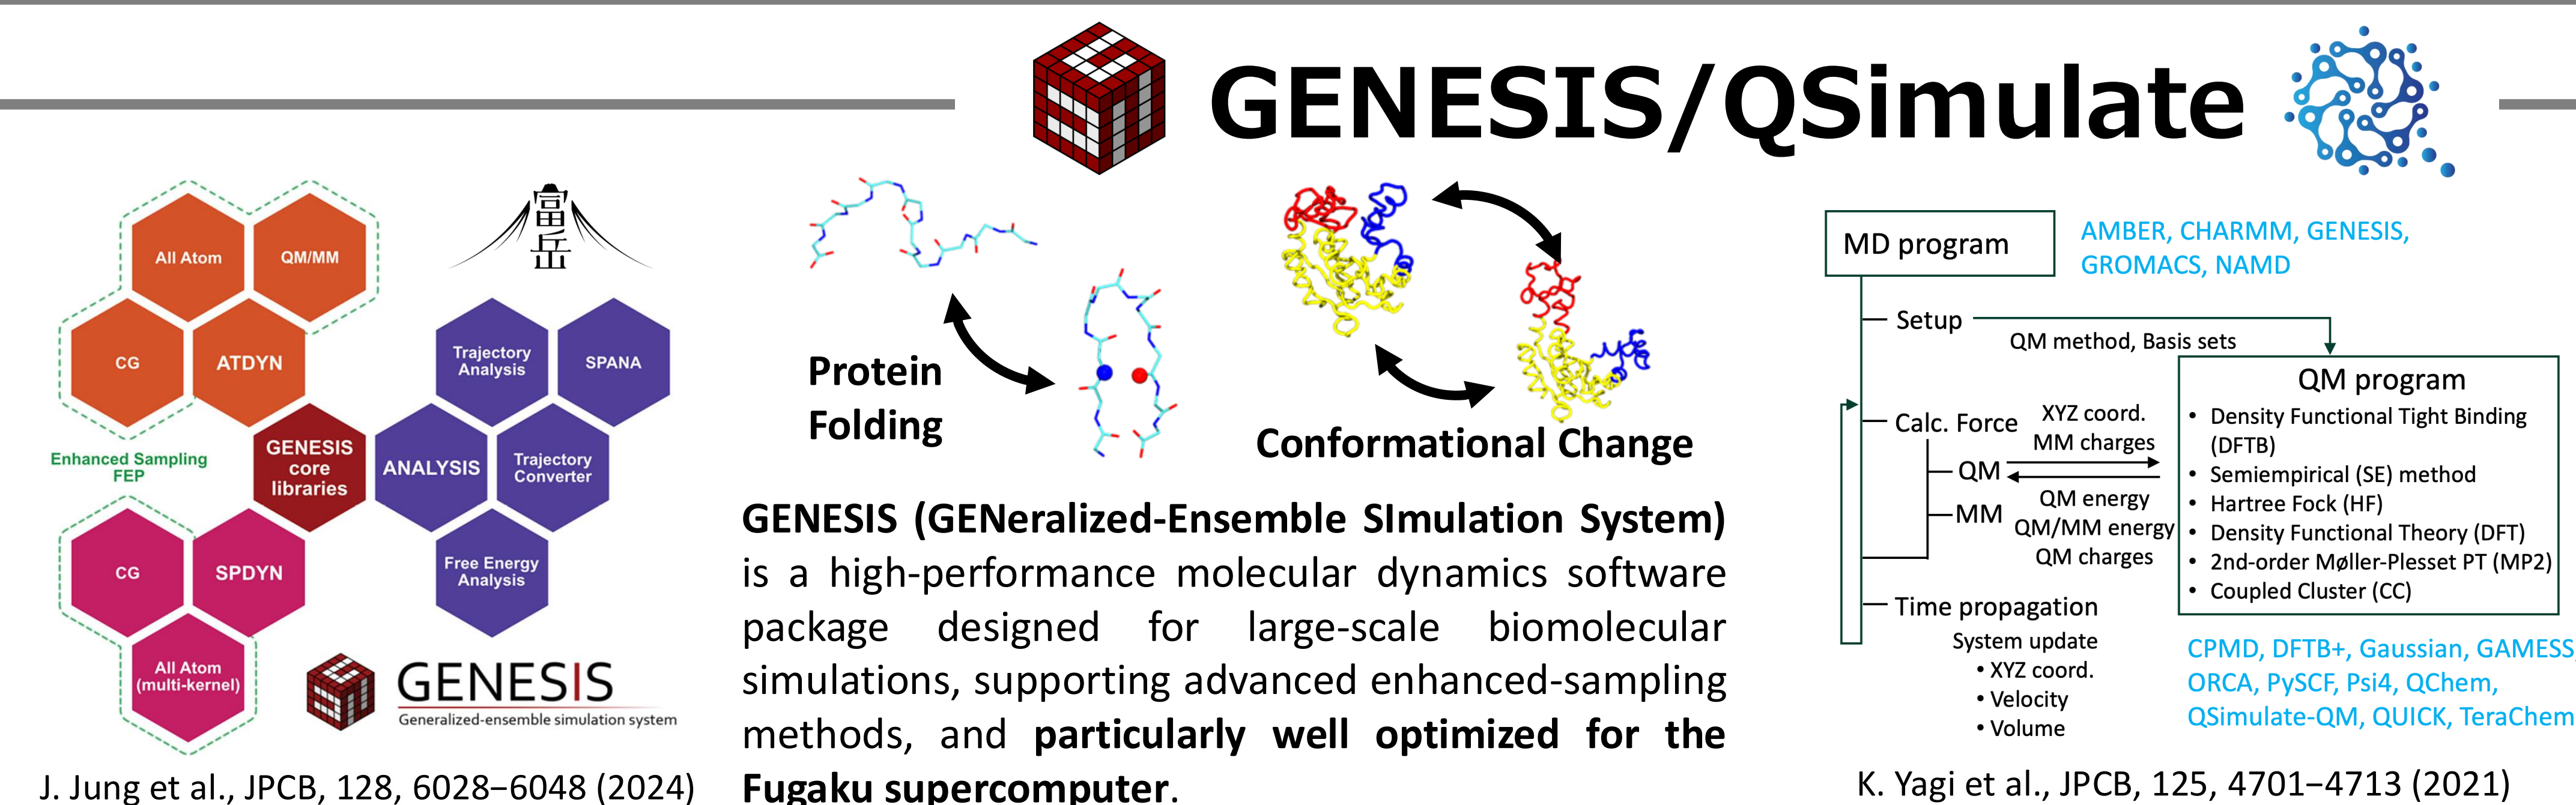 GENESIS/QSimulate
All Atom
QM/MM
CG
ATDYN
Enhanced Sampling
FEP
GENESIS
core
libraries
CG
SPDYN
All Atom
(multi-kernel)
富
岳
Trajectory
Analysis
SPANA
ANALYSIS
Trajectory
Converter
Free Energy
Analysis
GENESIS
Generalized-ensemble simulation system
J. Jung et al., JPCB, 128, 6028–6048 (2024)
Protein
Folding
Conformational Change
GENESIS (GENeralized-Ensemble SImulation System)
is a high-performance molecular dynamics software
package designed for large-scale biomolecular
simulations, supporting advanced enhanced-sampling
methods, and particularly well optimized for the
Fugaku supercomputer.
MD program
AMBER, CHARMM, GENESIS,
GROMACS, NAMD
Setup
QM method, Basis sets
Calc. Force
XYZ coord.
MM charges
QM
MM
QM energy
QM/MM energy
QM charges
Time propagation
System update
• XYZ coord.
• Velocity
• Volume
QM program
• Density Functional Tight Binding
(DFTB)
• Semiempirical (SE) method
• Hartree Fock (HF)
• Density Functional Theory (DFT)
• 2nd-order Møller-Plesset PT (MP2)
• Coupled Cluster (CC)
CPMD, DFTB+, Gaussian, GAMESS
ORCA, PySCF, Psi4, QChem,
QSimulate-QM, QUICK, TeraChem
K. Yagi et al., JPCB, 125, 4701–4713 (2021)